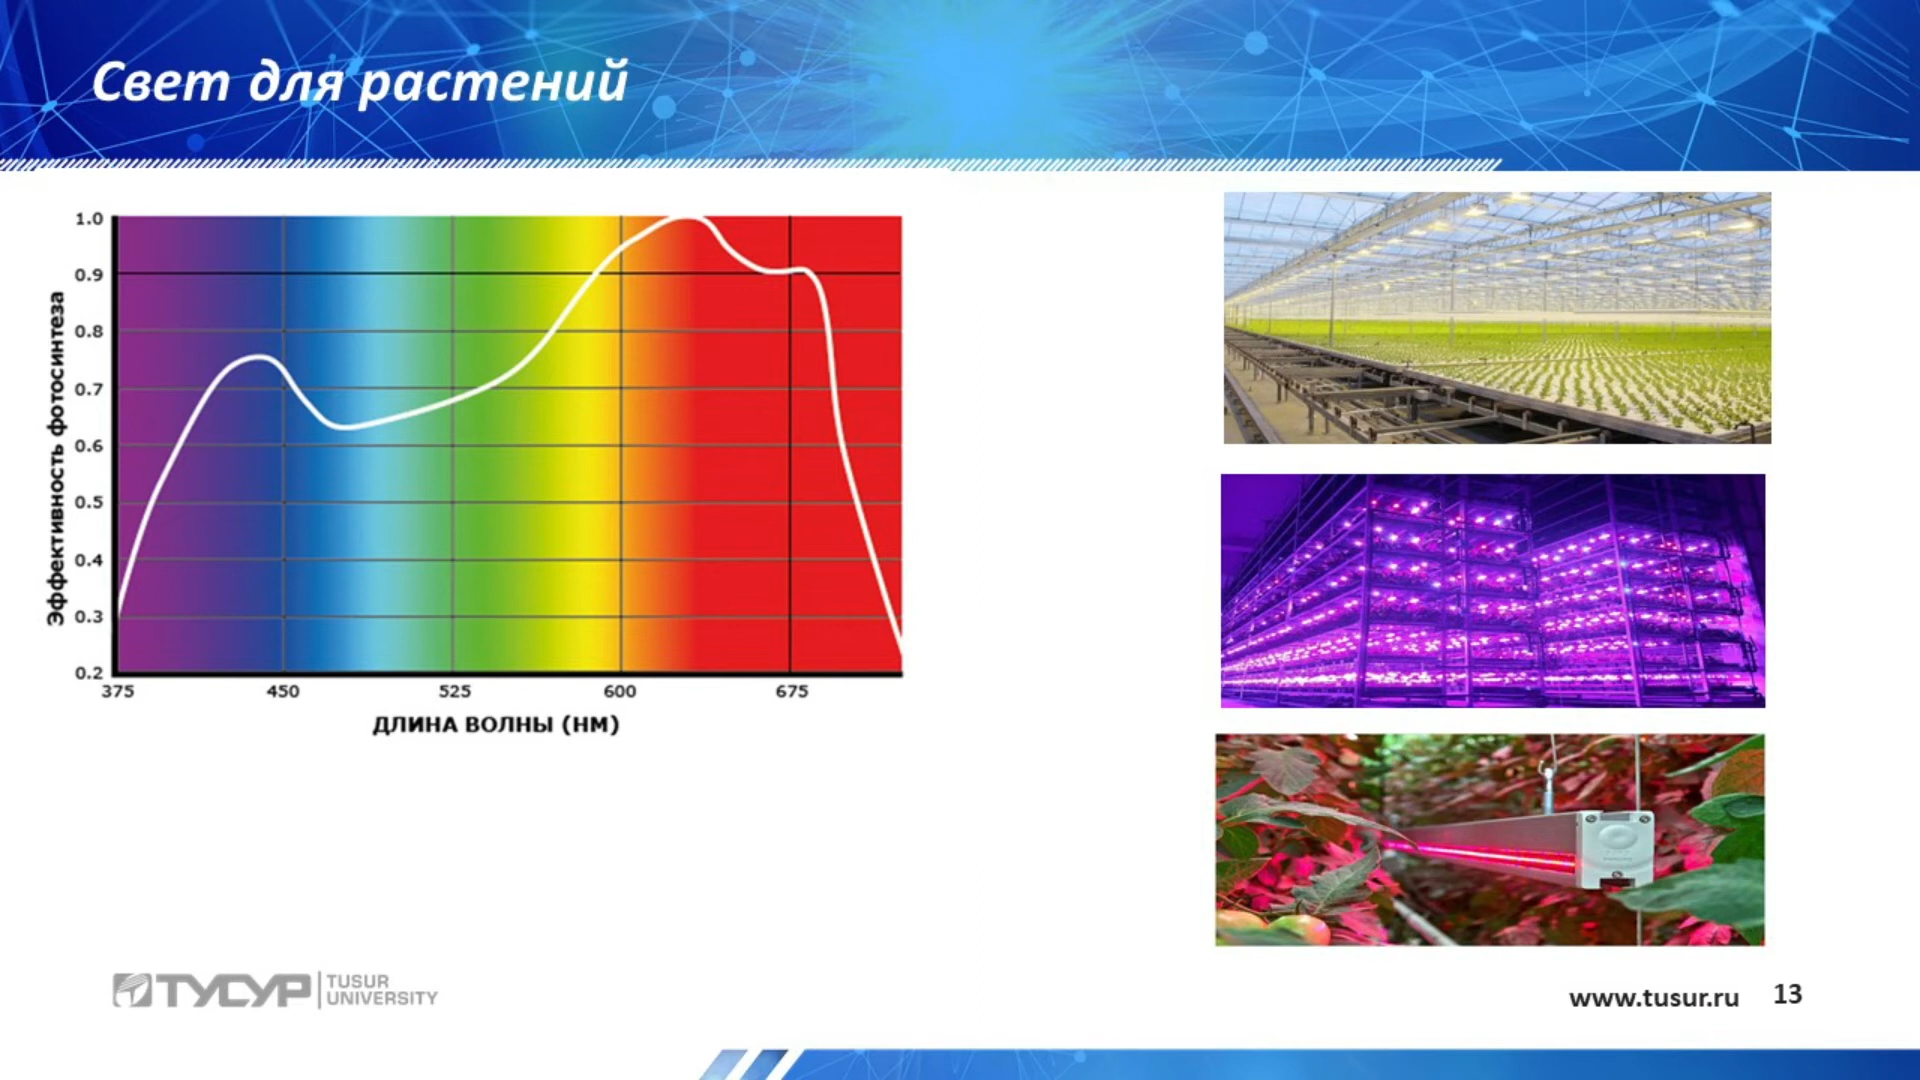 Свет для растений
Эффективность фотосинтеза
1.0
0.9
0.8
0.7
0.6
0.5
0.4
0.3
0.2
375 450 525 600 675
ДЛИНА ВОЛНЫ (НМ)
ТУСУР
TUSUR
UNIVERSITY
www.tusur.ru 13